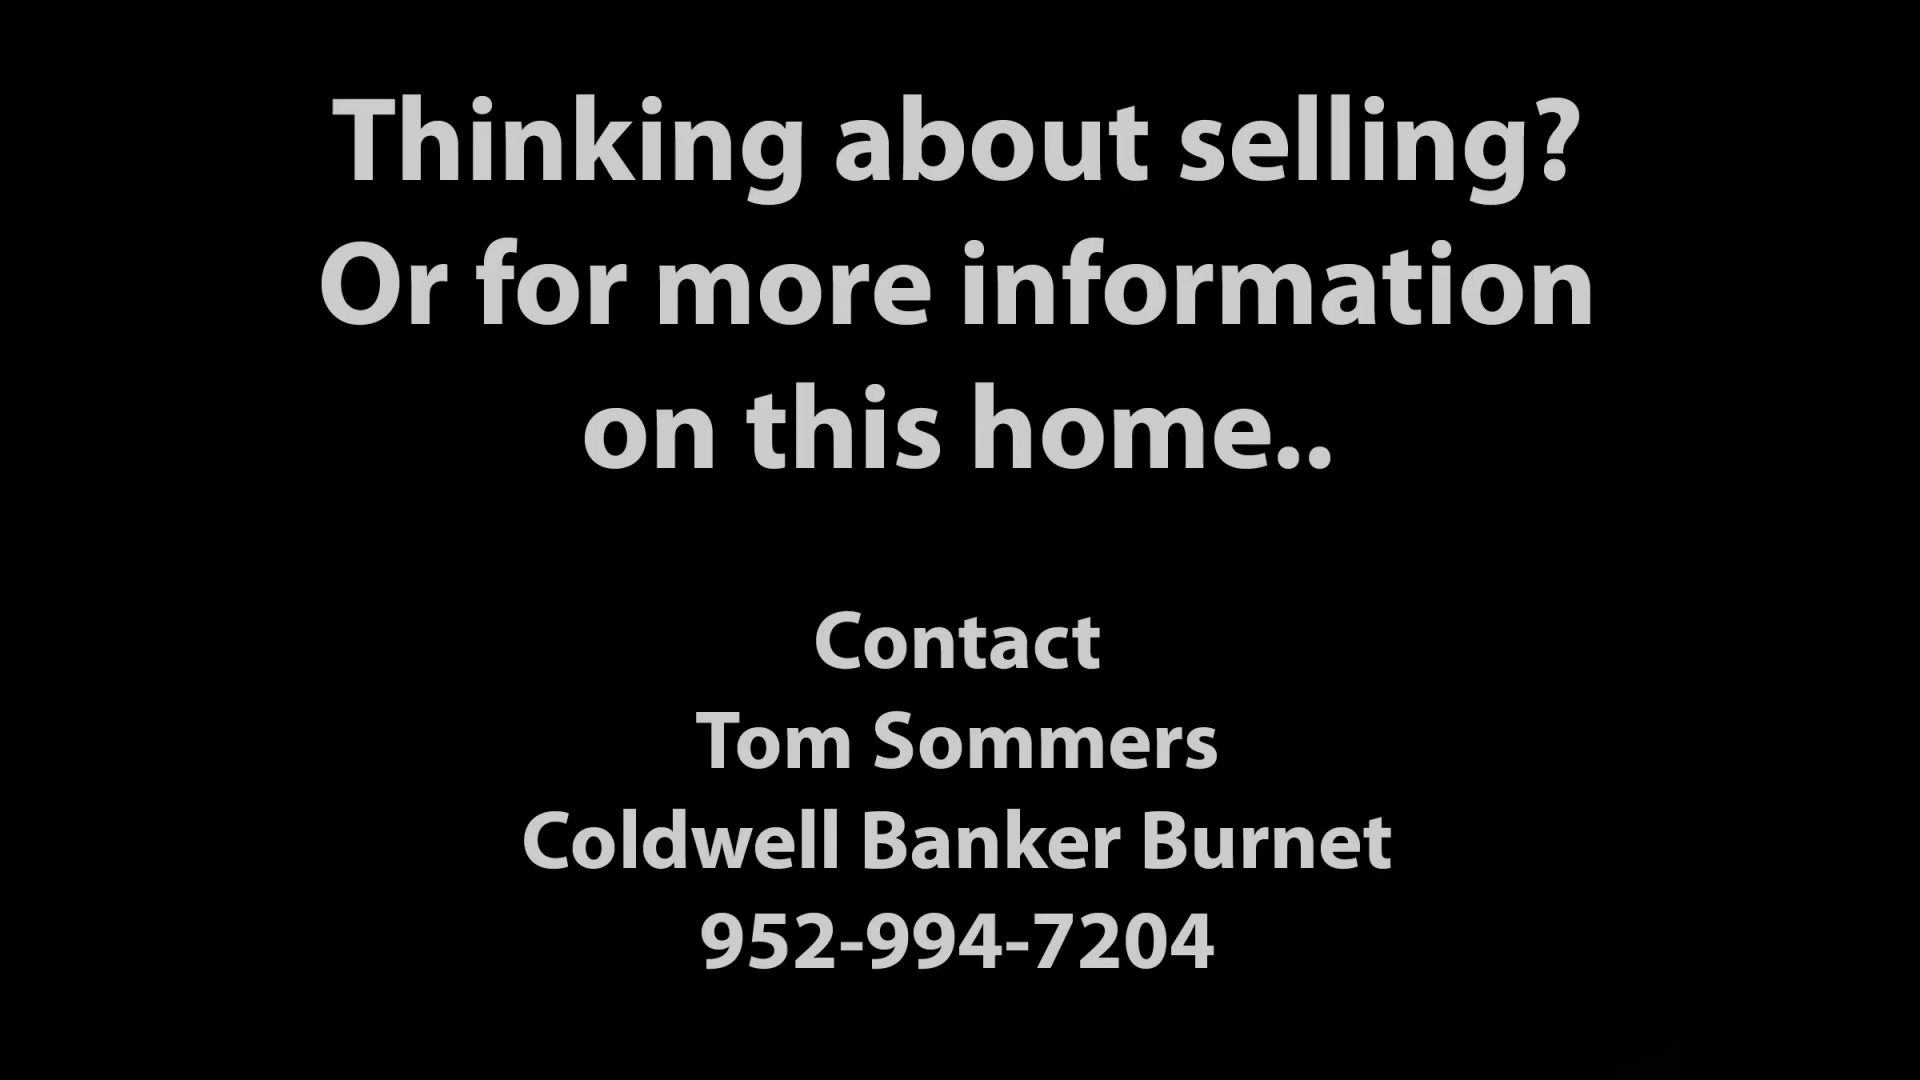 Thinking about selling?
Or for more information
on this home..
Contact
Tom Sommers
Coldwell Banker Burnet
952-994-7204